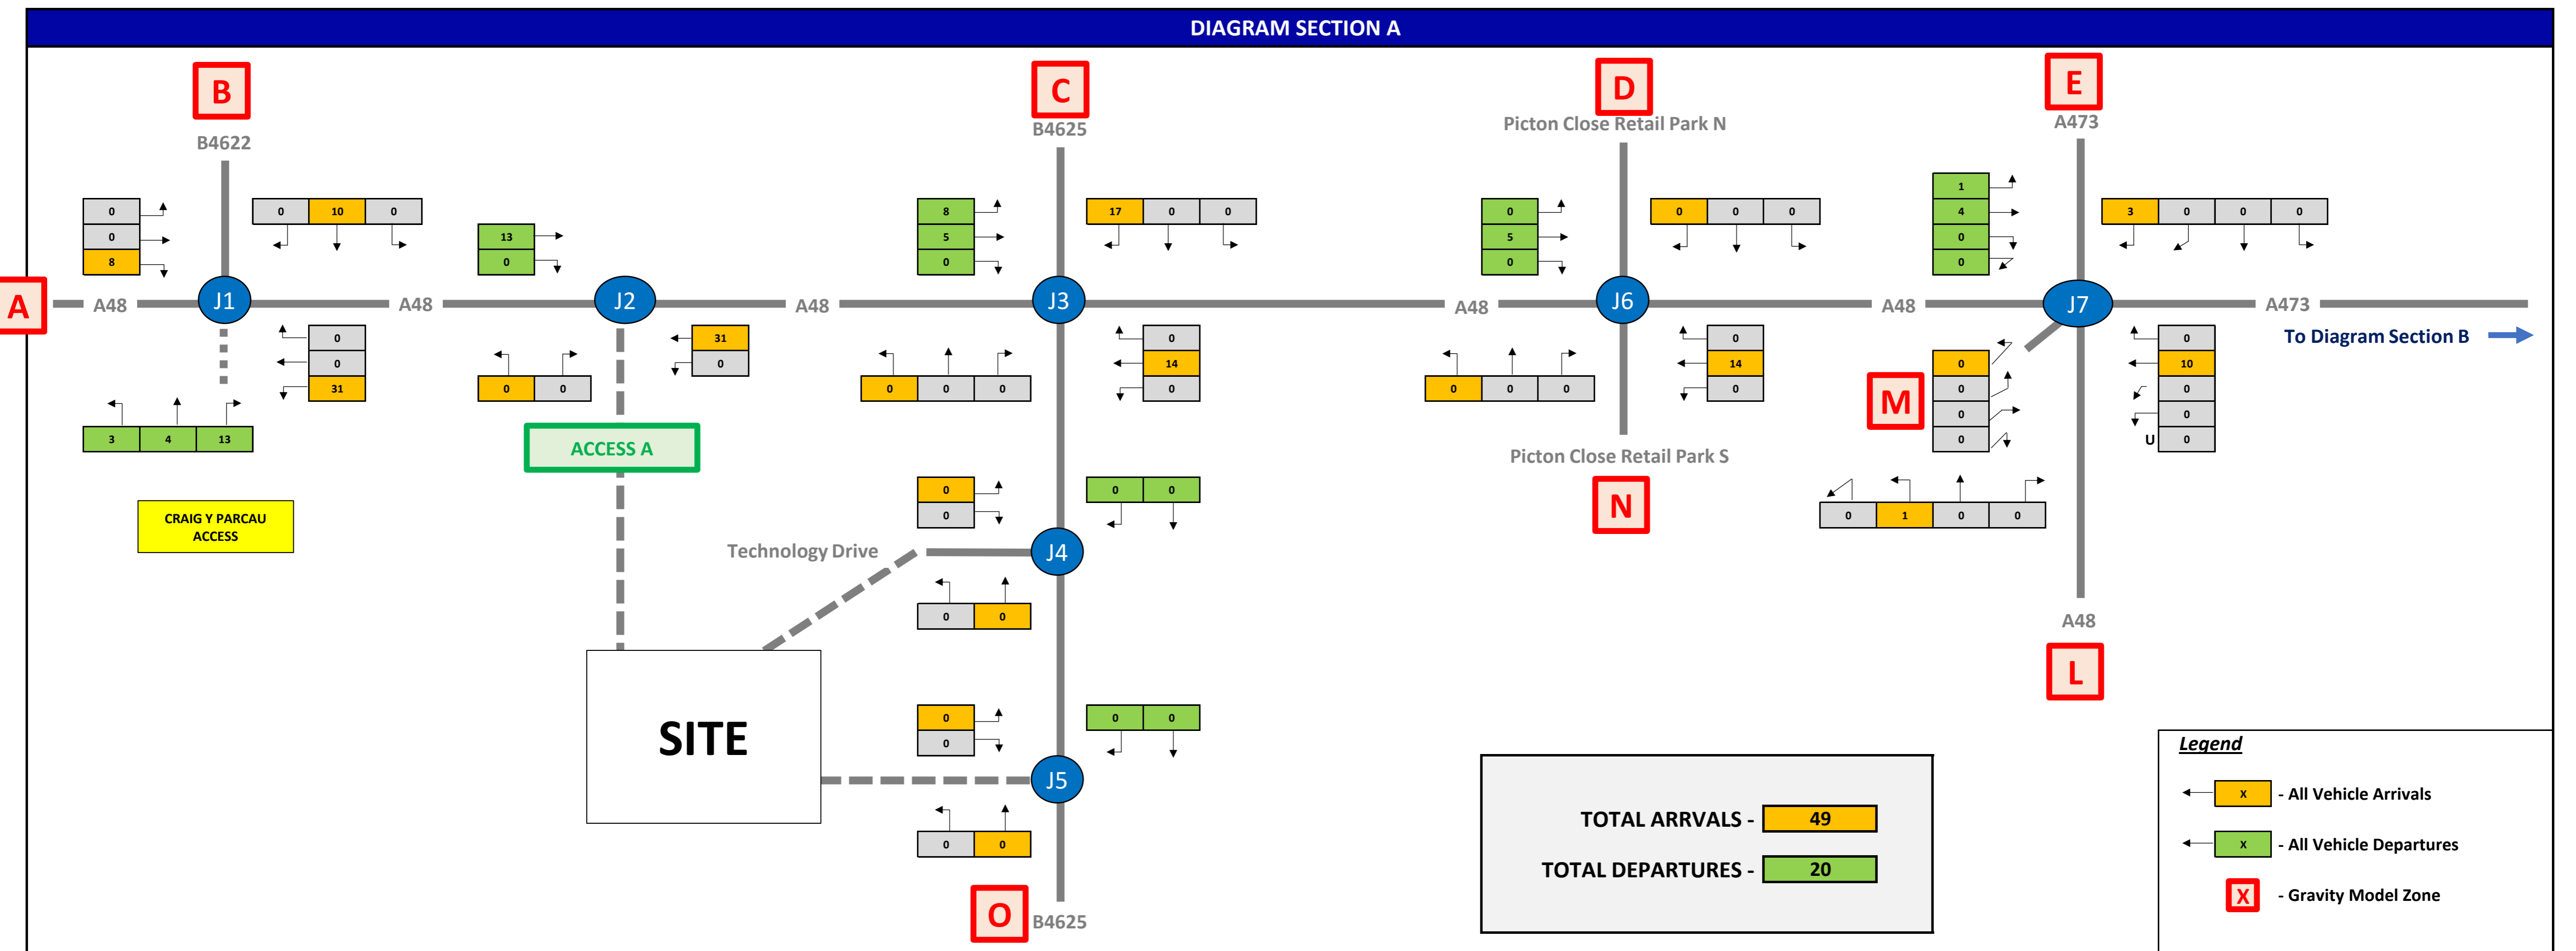 DIAGRAM SECTION A
B
C
D
E
B4622
B4625
Picton Close Retail Park N
A473
0
0
8
0 10 0
13
0
8
5
0
17 0 0
0
5
0
0 0 0
1
4
0
0
3 0 0 0
A
A48
J1
A48
J2
A48
J3
A48
J6
A48
J7
A473
To Diagram Section B
0
0
31
0 0
31
0
0 0 0
0
14
0
0 0 0
0
14
0
M
0
0
0
0
0
10
0
0
U 0
3 4 13
ACCESS A
Picton Close Retail Park S
N
0 1 0 0
CRAIG Y PARCAU
ACCESS
0
0
0 0
Technology Drive
J4
0 0
A48
L
SITE
0
0
0 0
J5
0 0
O
B4625
TOTAL ARRVALS - 49
TOTAL DEPARTURES - 20
Legend
X - All Vehicle Arrivals
X - All Vehicle Departures
X - Gravity Model Zone